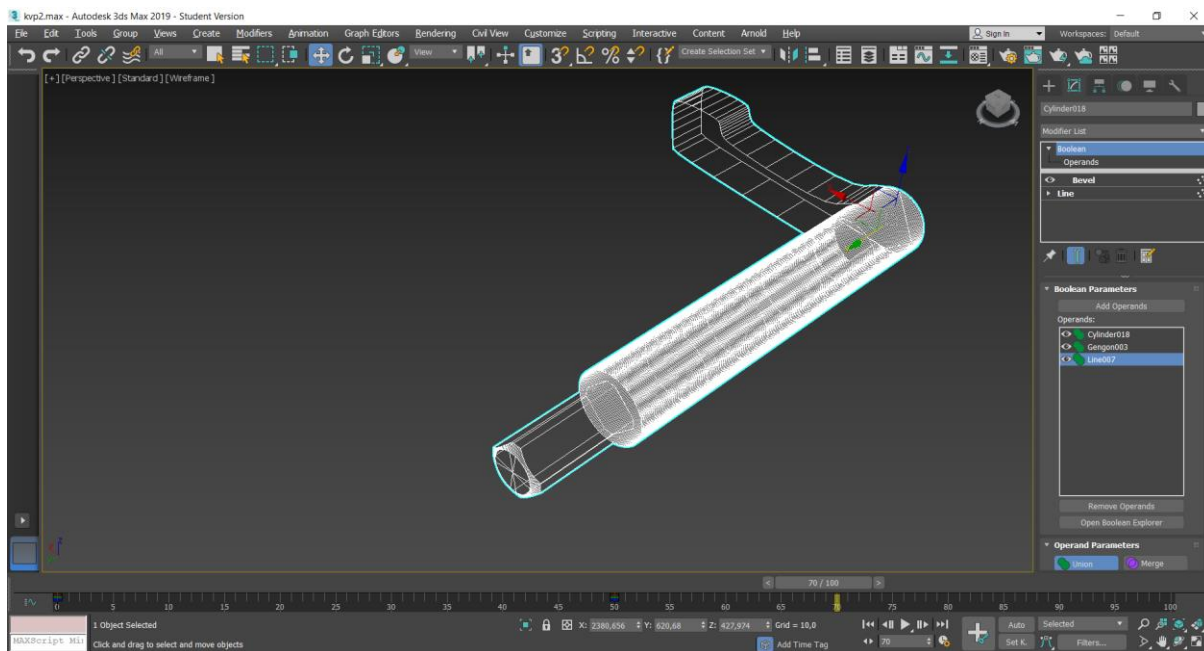 kvp2.max - Autodesk 3ds Max 2019 - Student Version
File Edit Tools Group Views Create Modifiers Animation Graph Editors Rendering Civil View Customize Scripting Interactive Content Arnold Help Sign In Workspaces: Default
All View Create Selection Set
[+] [Perspective] [Standard] [Wireframe]
Cylinder018
Modifier List
Boolean
Operands
Bevel
Line
Boolean Parameters
Add Operands
Operands:
Cylinder018
Gengon003
Line007
Remove Operands
Open Boolean Explorer
Operand Parameters
Union Merge
70 / 100
0 5 10 15 20 25 30 35 40 45 50 55 60 65 70 75 80 85 90 95 100
1 Object Selected X: 2380,656 Y: 620,68 Z: 427,974 Grid = 10,0 Auto Selected
MAXScript Mi Click and drag to select and move objects Add Time Tag 70 Set K. Filters...